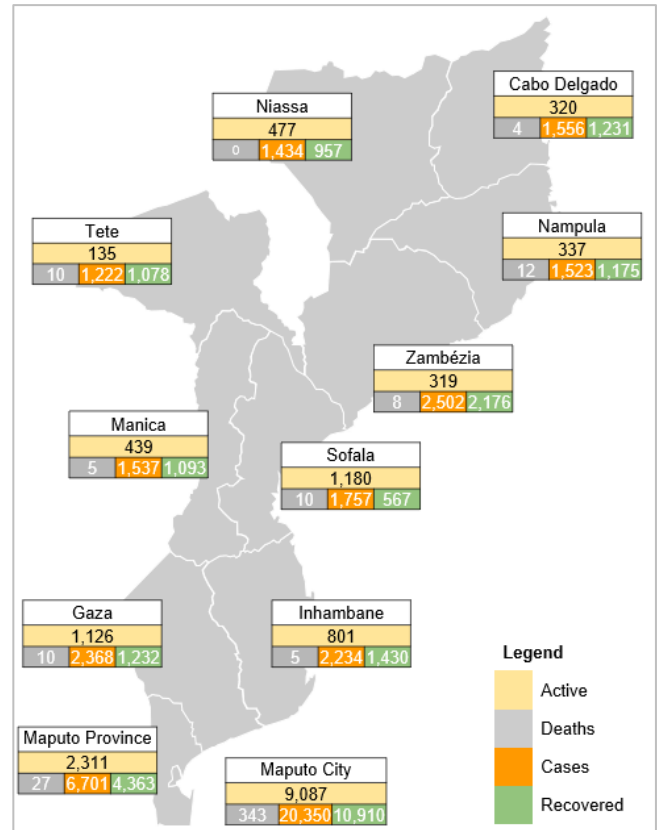 Cabo Delgado
320
4 1,556 1,231
Niassa
477
0 1,434 957
Nampula
337
12 1,523 1,175
Tete
135
10 1,222 1,078
Zambézia
319
8 2,502 2,176
Manica
439
5 1,537 1,093
Sofala
1,180
10 1,757 567
Gaza
1,126
10 2,368 1,232
Inhambane
801
5 2,234 1,430
Maputo Province
2,311
27 6,701 4,363
Maputo City
9,087
343 20,350 10,910
Legend
Active
Deaths
Cases
Recovered